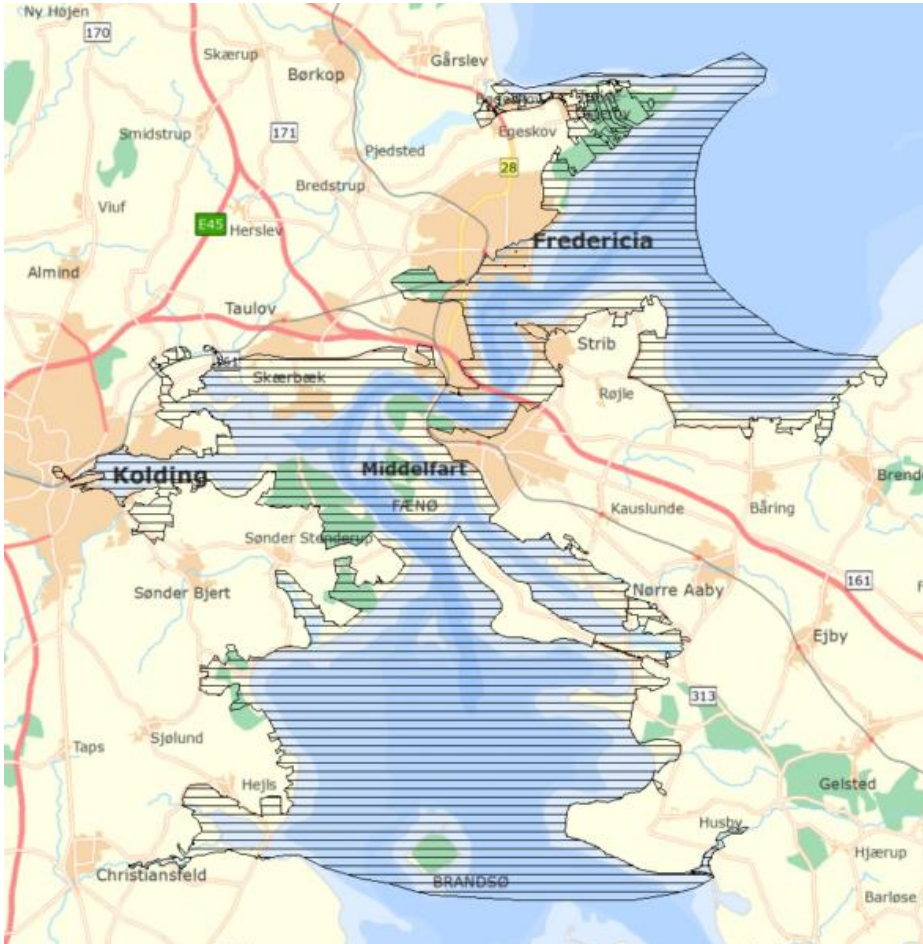 Ny Højen
170
Skærup
Børkop
Gårslev
Egeskov
Smidstrup
171
Pjedsted
Bredstrup
28
Viuf
E45
Herslev
Fredericia
Almind
Taulov
Strib
161
Skærbæk
Røjle
Kolding
Middelfart
FÆNØ
Kauslunde
Båring
Sønder Stenderup
Sønder Bjert
Nørre Aaby
161
Ejby
313
Taps
Sjølund
Hejls
Gelsted
Husby
Hjærup
Christiansfeld
BRANDSØ
Barløse